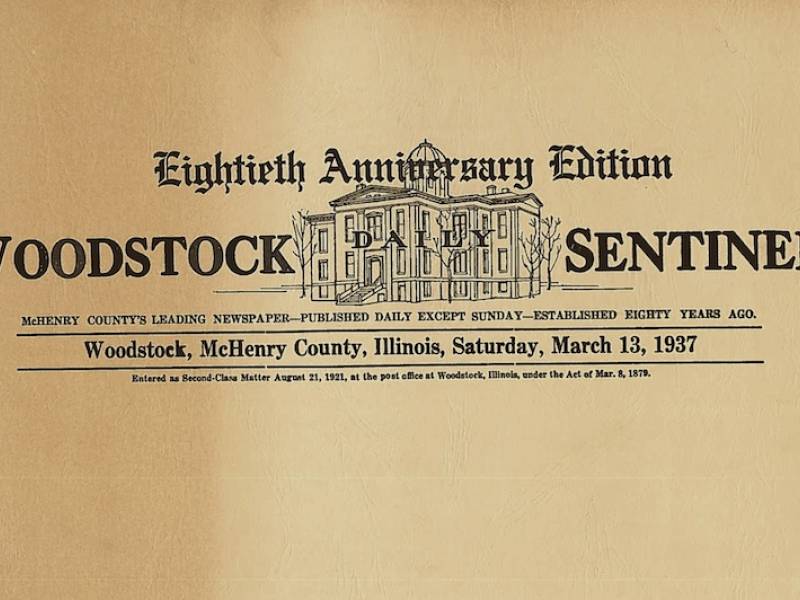 Eightieth Anniversary Edition
WOODSTOCK DAILY SENTINEL
McHENRY COUNTY'S LEADING NEWSPAPER—PUBLISHED DAILY EXCEPT SUNDAY—ESTABLISHED EIGHTY YEARS AGO.
Woodstock, McHenry County, Illinois, Saturday, March 13, 1937
Entered as Second-Class Matter August 21, 1921, at the post office at Woodstock, Illinois, under the Act of Mar. 8, 1879.